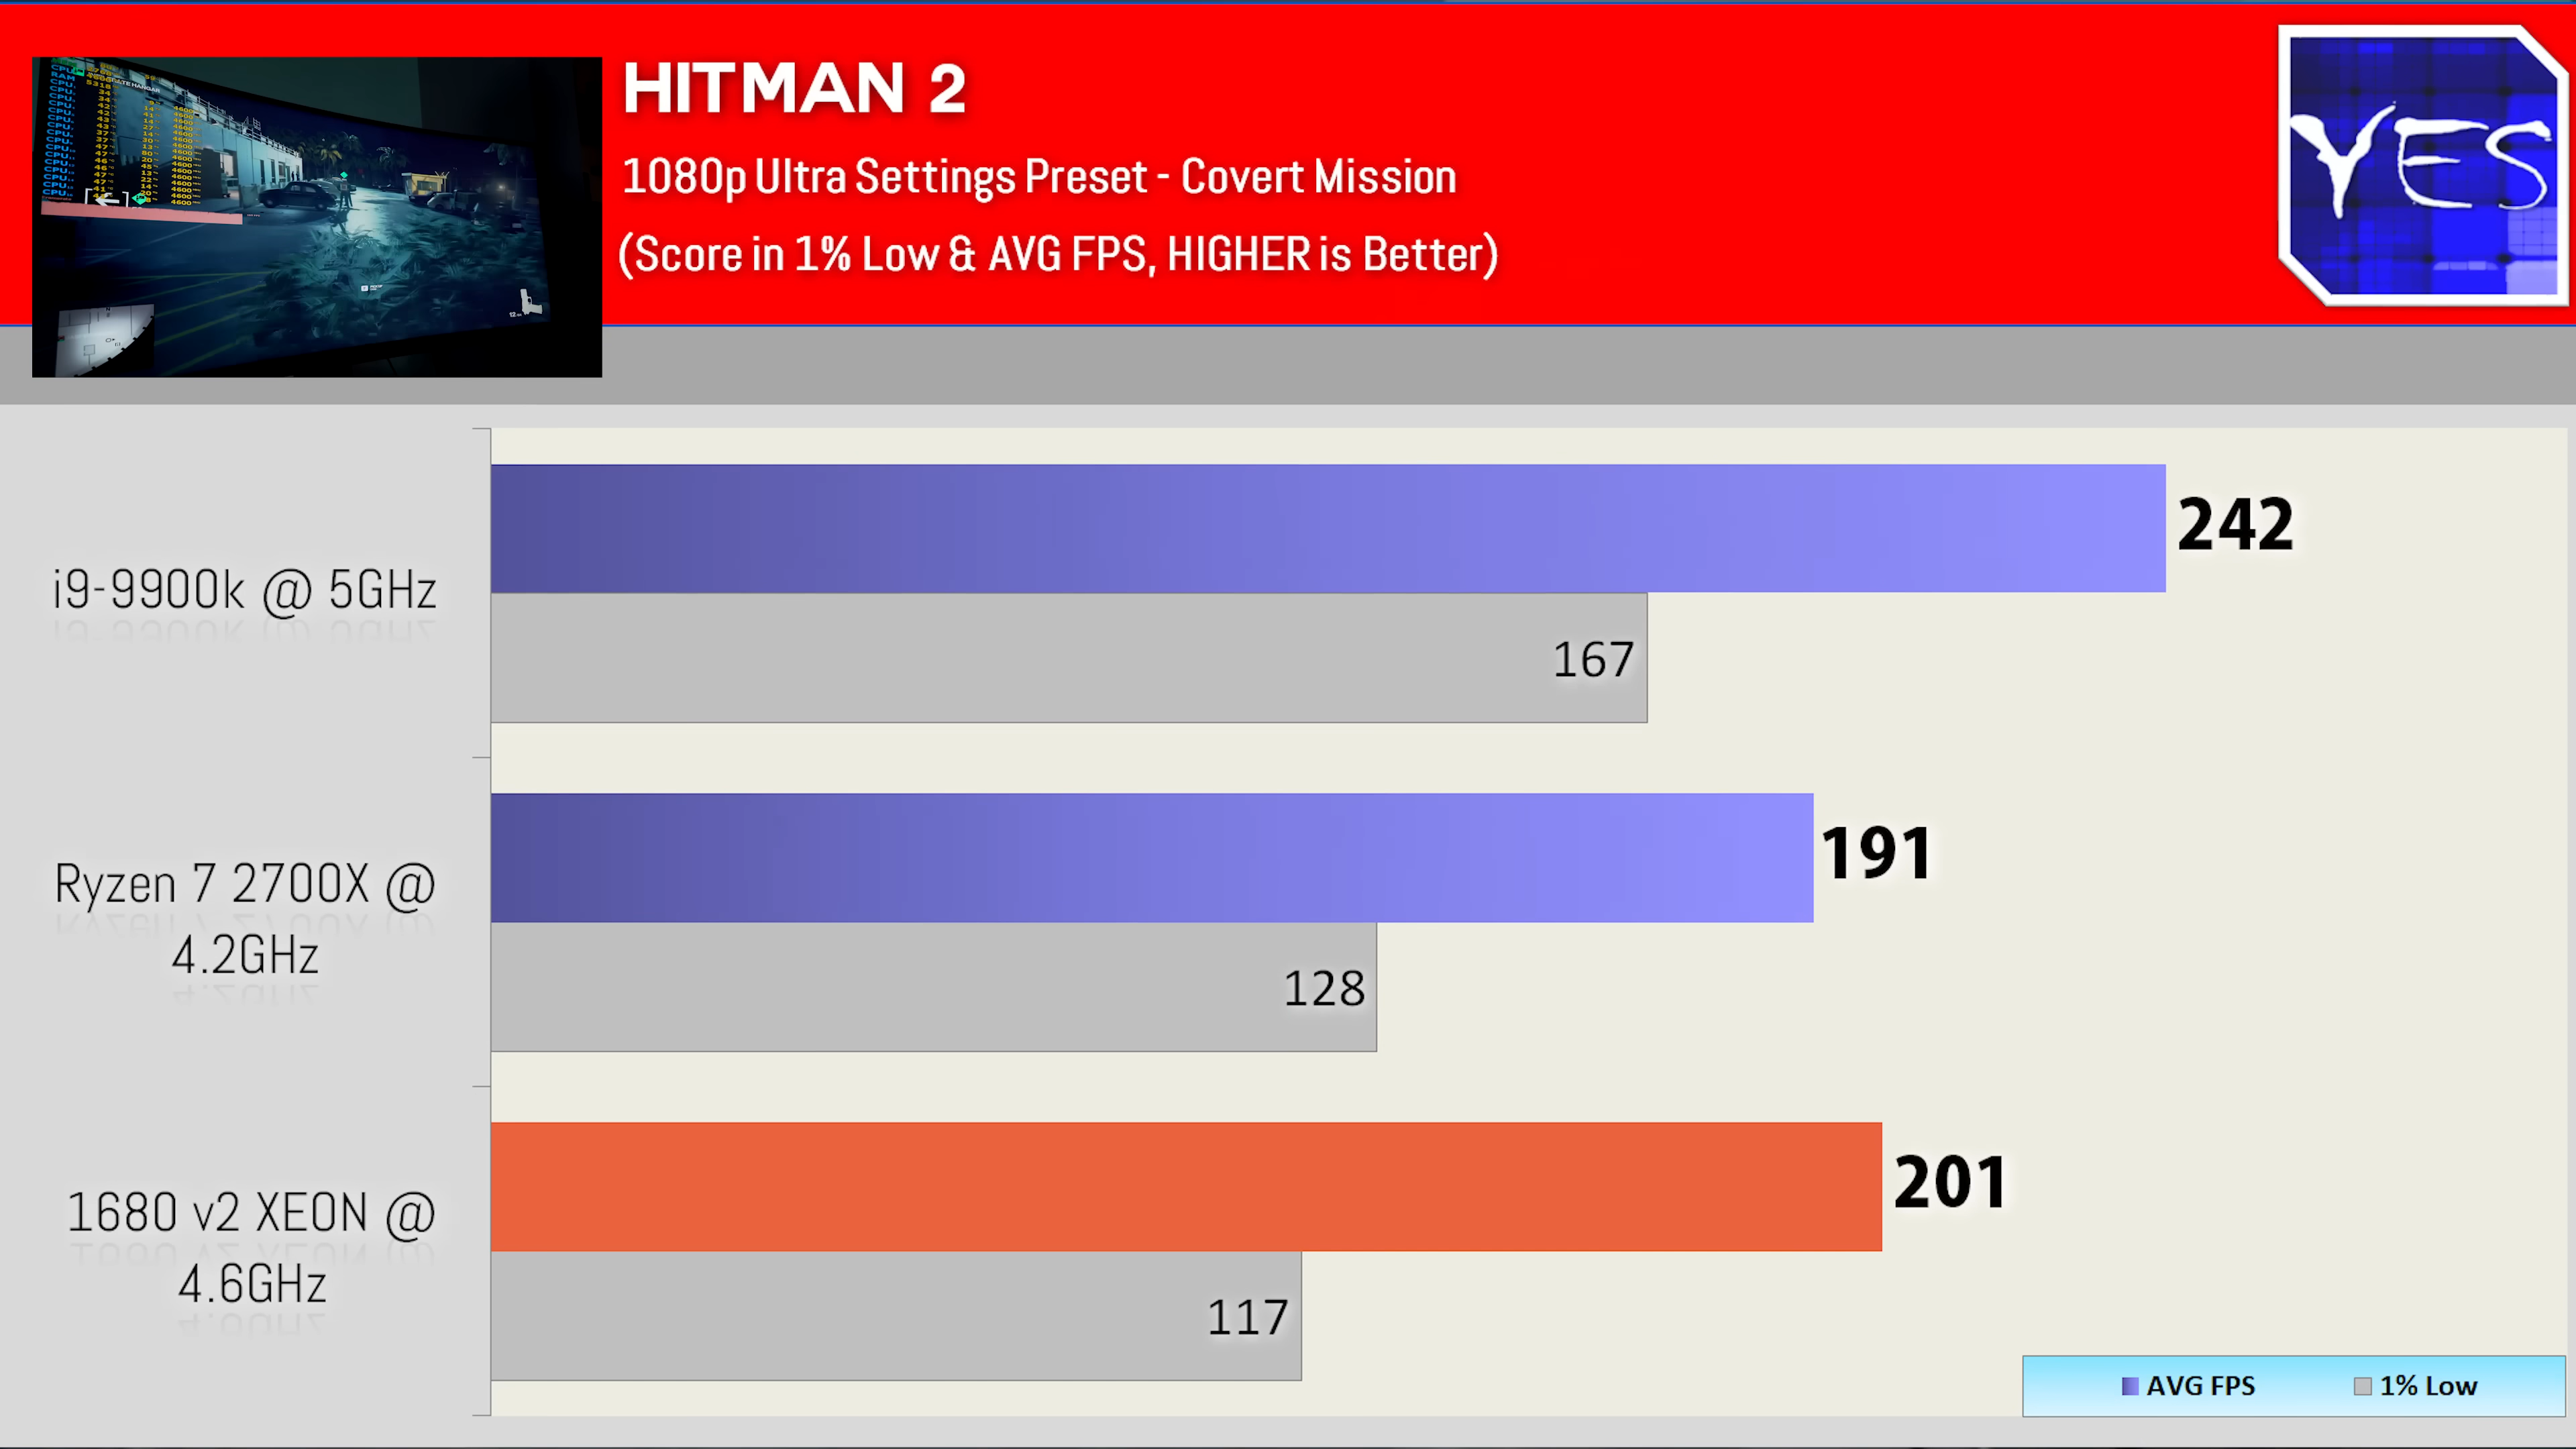 HITMAN 2
1080p Ultra Settings Preset - Covert Mission
(Score in 1% Low & AVG FPS, HIGHER is Better)
YES
i9-9900k @ 5GHz
242
167
Ryzen 7 2700X @
4.2GHz
191
128
1680 v2 XEON @
4.6GHz
201
117
AVG FPS
1% Low